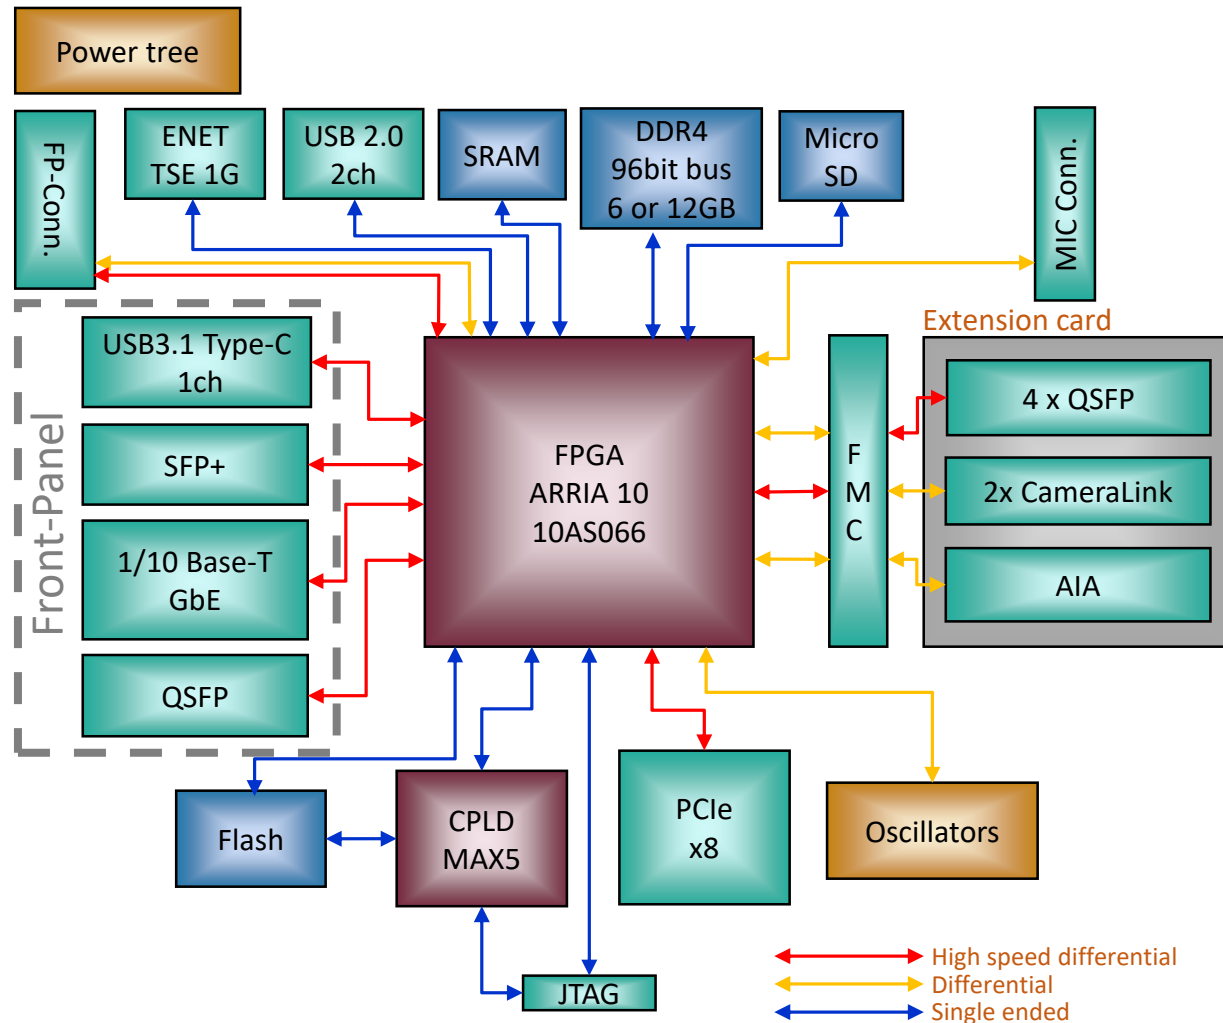 Power tree
FP-Conn.
ENET
TSE 1G
USB 2.0
2ch
SRAM
DDR4
96bit bus
6 or 12GB
Micro
SD
MIC Conn.
Front-Panel
USB3.1 Type-C
1ch
SFP+
1/10 Base-T
GbE
QSFP
FPGA
ARRIA 10
10AS066
F
M
C
Extension card
4 x QSFP
2x CameraLink
AIA
Flash
CPLD
MAX5
PCIe
x8
Oscillators
JTAG
High speed differential
Differential
Single ended